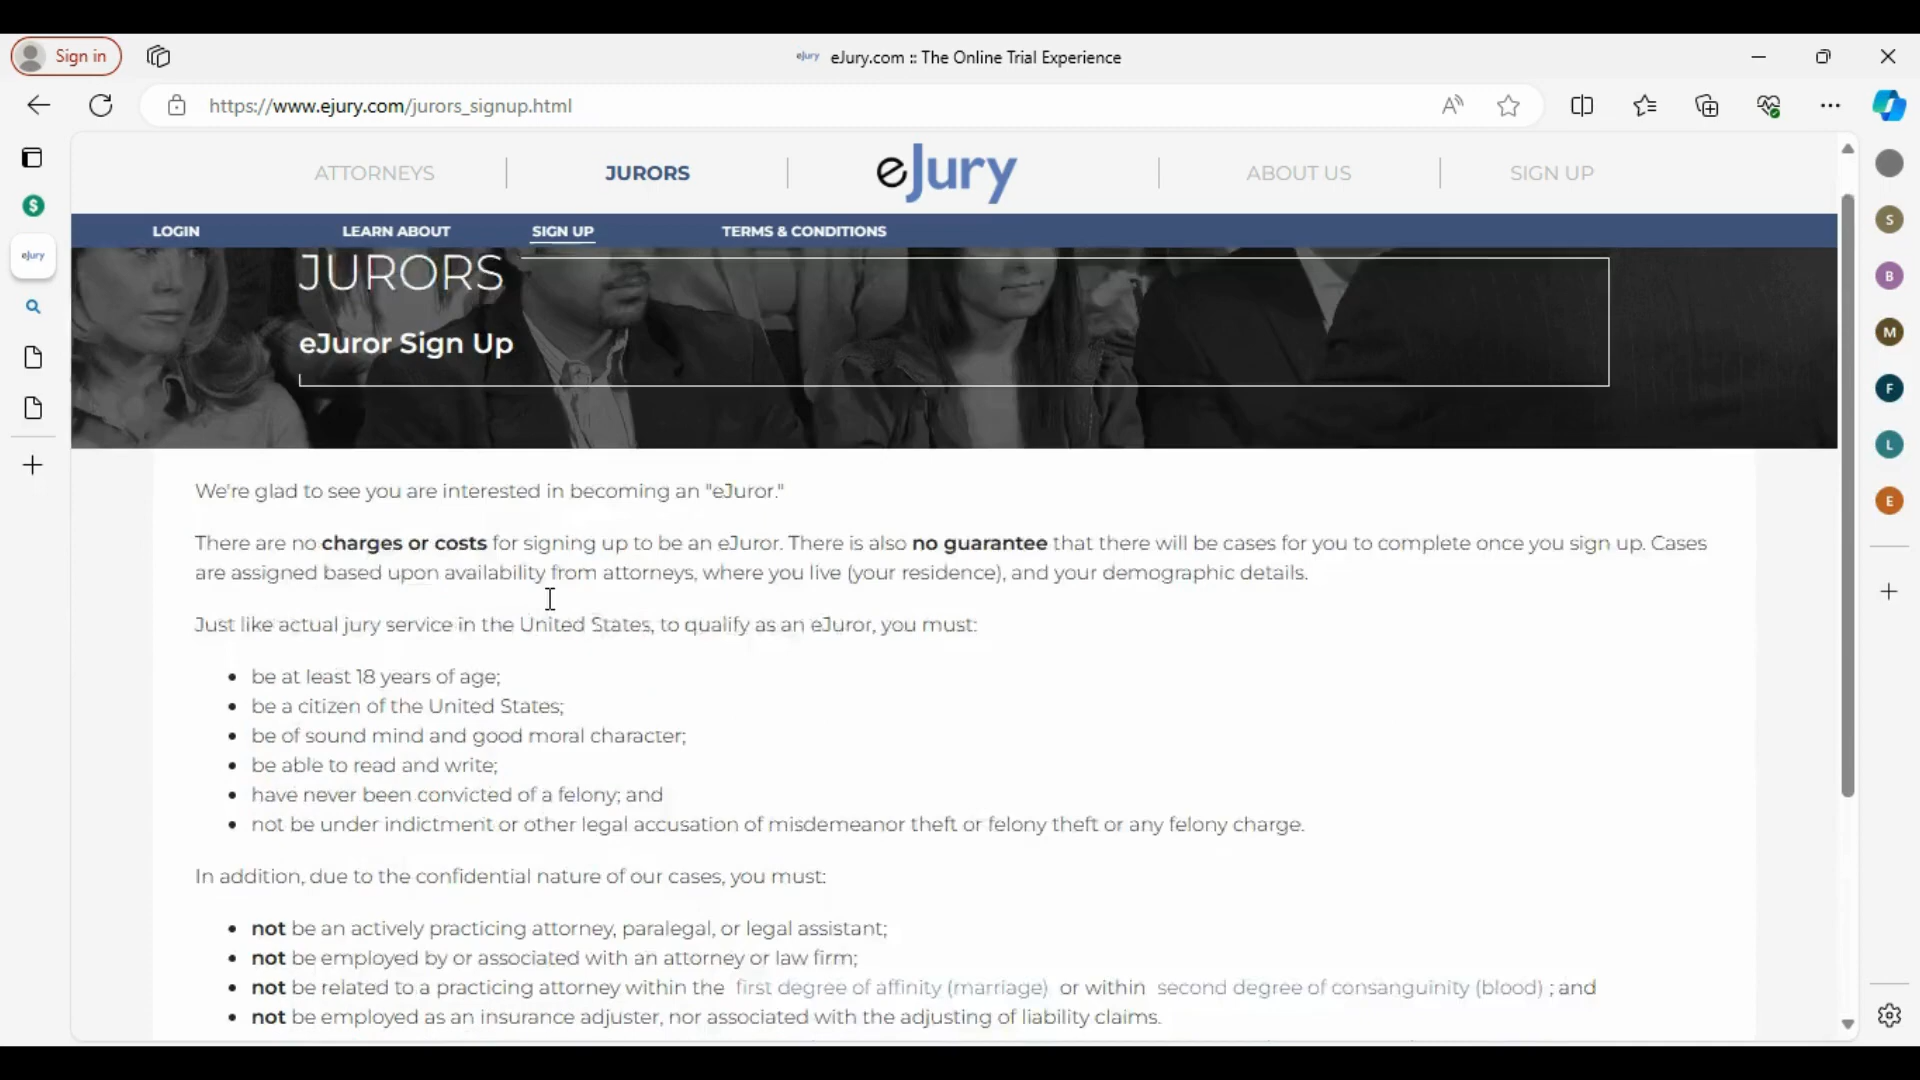 Sign in
eJury eJury.com :: The Online Trial Experience
https://www.ejury.com/jurors_signup.html
ATTORNEYS
JURORS
eJury
ABOUT US
SIGN UP
LOGIN
LEARN ABOUT
SIGN UP
TERMS & CONDITIONS
JURORS
eJuror Sign Up
We're glad to see you are interested in becoming an "eJuror."
There are no charges or costs for signing up to be an eJuror. There is also no guarantee that there will be cases for you to complete once you sign up. Cases
are assigned based upon availability from attorneys, where you live (your residence), and your demographic details.
Just like actual jury service in the United States, to qualify as an eJuror, you must:
• be at least 18 years of age;
• be a citizen of the United States;
• be of sound mind and good moral character;
• be able to read and write;
• have never been convicted of a felony; and
• not be under indictment or other legal accusation of misdemeanor theft or felony theft or any felony charge.
In addition, due to the confidential nature of our cases, you must:
• not be an actively practicing attorney, paralegal, or legal assistant;
• not be employed by or associated with an attorney or law firm;
• not be related to a practicing attorney within the first degree of affinity (marriage) or within second degree of consanguinity (blood) ; and
• not be employed as an insurance adjuster, nor associated with the adjusting of liability claims.
$
eJury
S
B
M
F
L
E